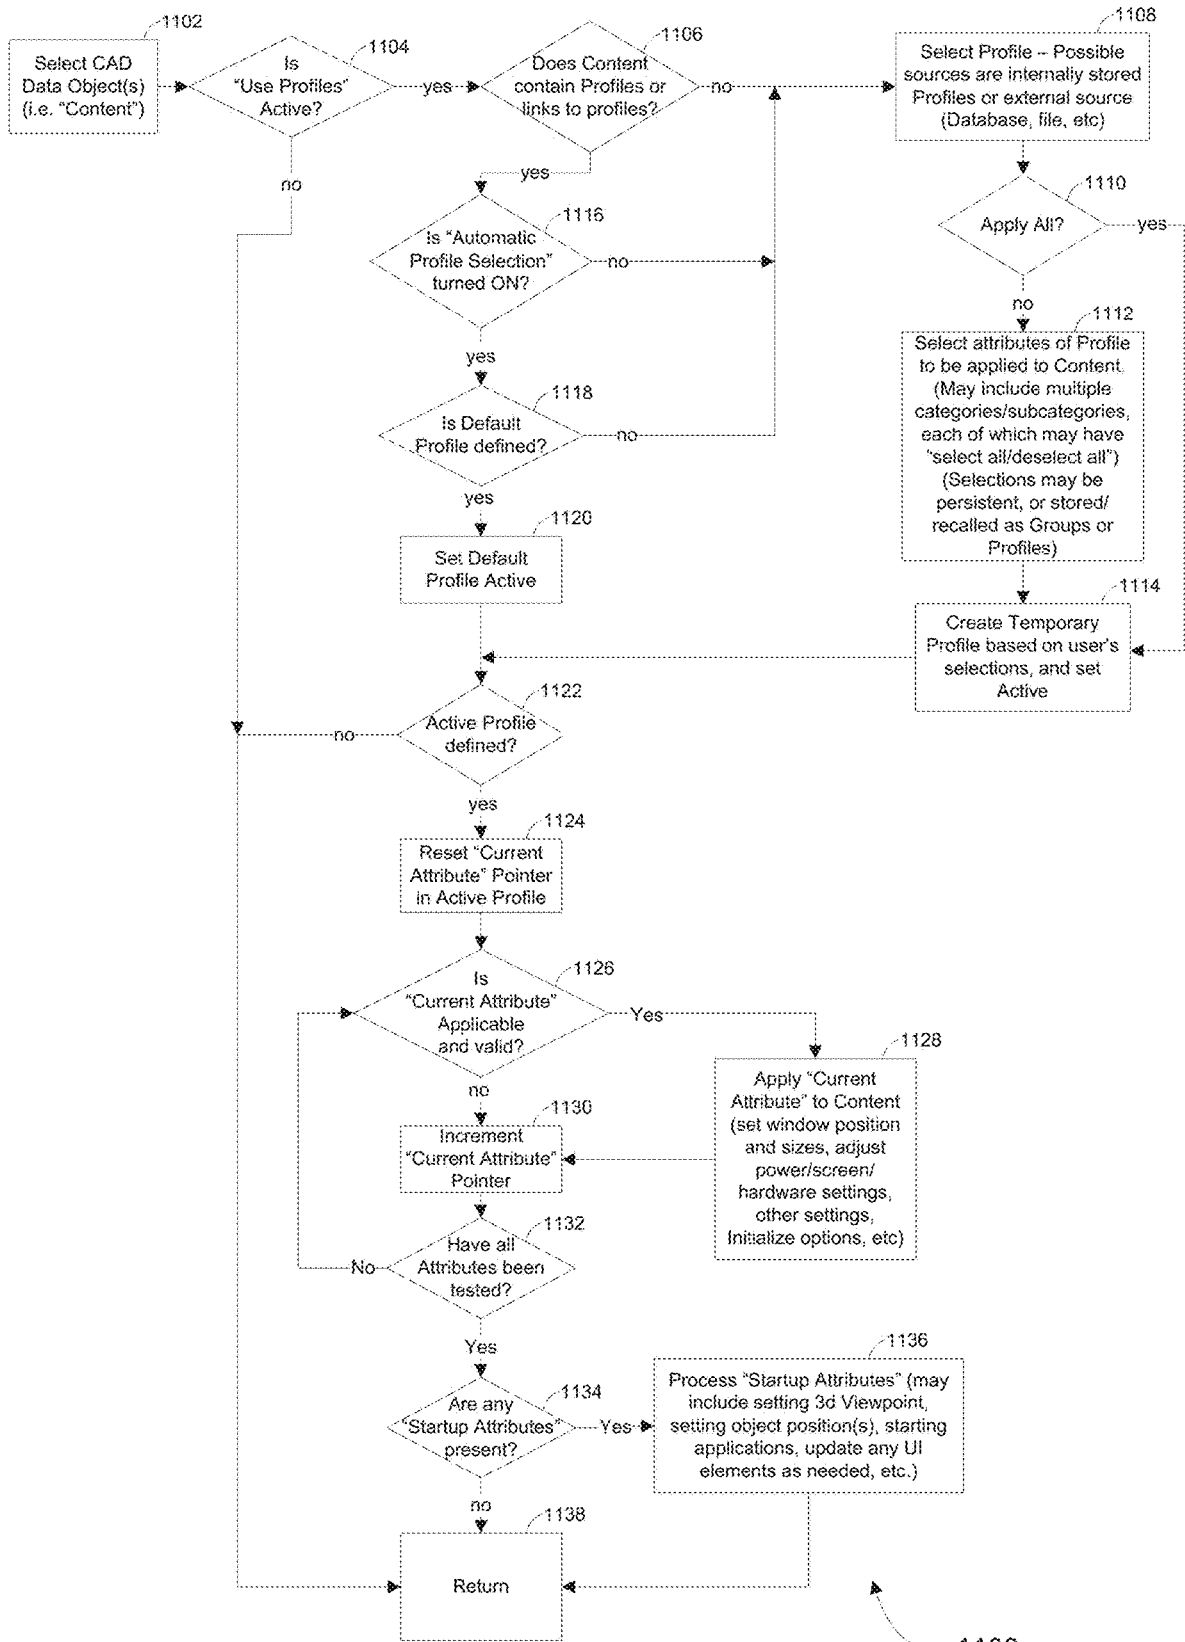 1102
Select CAD
Data Object(s)
(i.e. "Content")
1104
Is
"Use Profiles"
Active?
yes
no
1106
Does Content
contain Profiles or
links to profiles?
no
yes
1108
Select Profile – Possible
sources are internally stored
Profiles or external source
(Database, file, etc)
1110
Apply All?
yes
no
1116
Is "Automatic
Profile Selection"
turned ON?
no
yes
1112
Select attributes of Profile
to be applied to Content.
(May include multiple
categories/subcategories,
each of which may have
"select all/deselect all")
(Selections may be
persistent, or stored/
recalled as Groups or
Profiles)
1118
Is Default
Profile defined?
no
yes
1120
Set Default
Profile Active
1114
Create Temporary
Profile based on user's
selections, and set
Active
1122
Active Profile
defined?
no
yes
1124
Reset "Current
Attribute" Pointer
in Active Profile
1126
Is
"Current Attribute"
Applicable
and valid?
Yes
no
1128
Apply "Current
Attribute" to Content
(set window position
and sizes, adjust
power/screen/
hardware settings,
other settings,
Initialize options, etc)
1130
Increment
"Current Attribute"
Pointer
1132
Have all
Attributes been
tested?
No
Yes
1134
Are any
"Startup Attributes"
present?
Yes
no
1136
Process "Startup Attributes" (may
include setting 3d Viewpoint,
setting object position(s), starting
applications, update any UI
elements as needed, etc.)
1138
Return